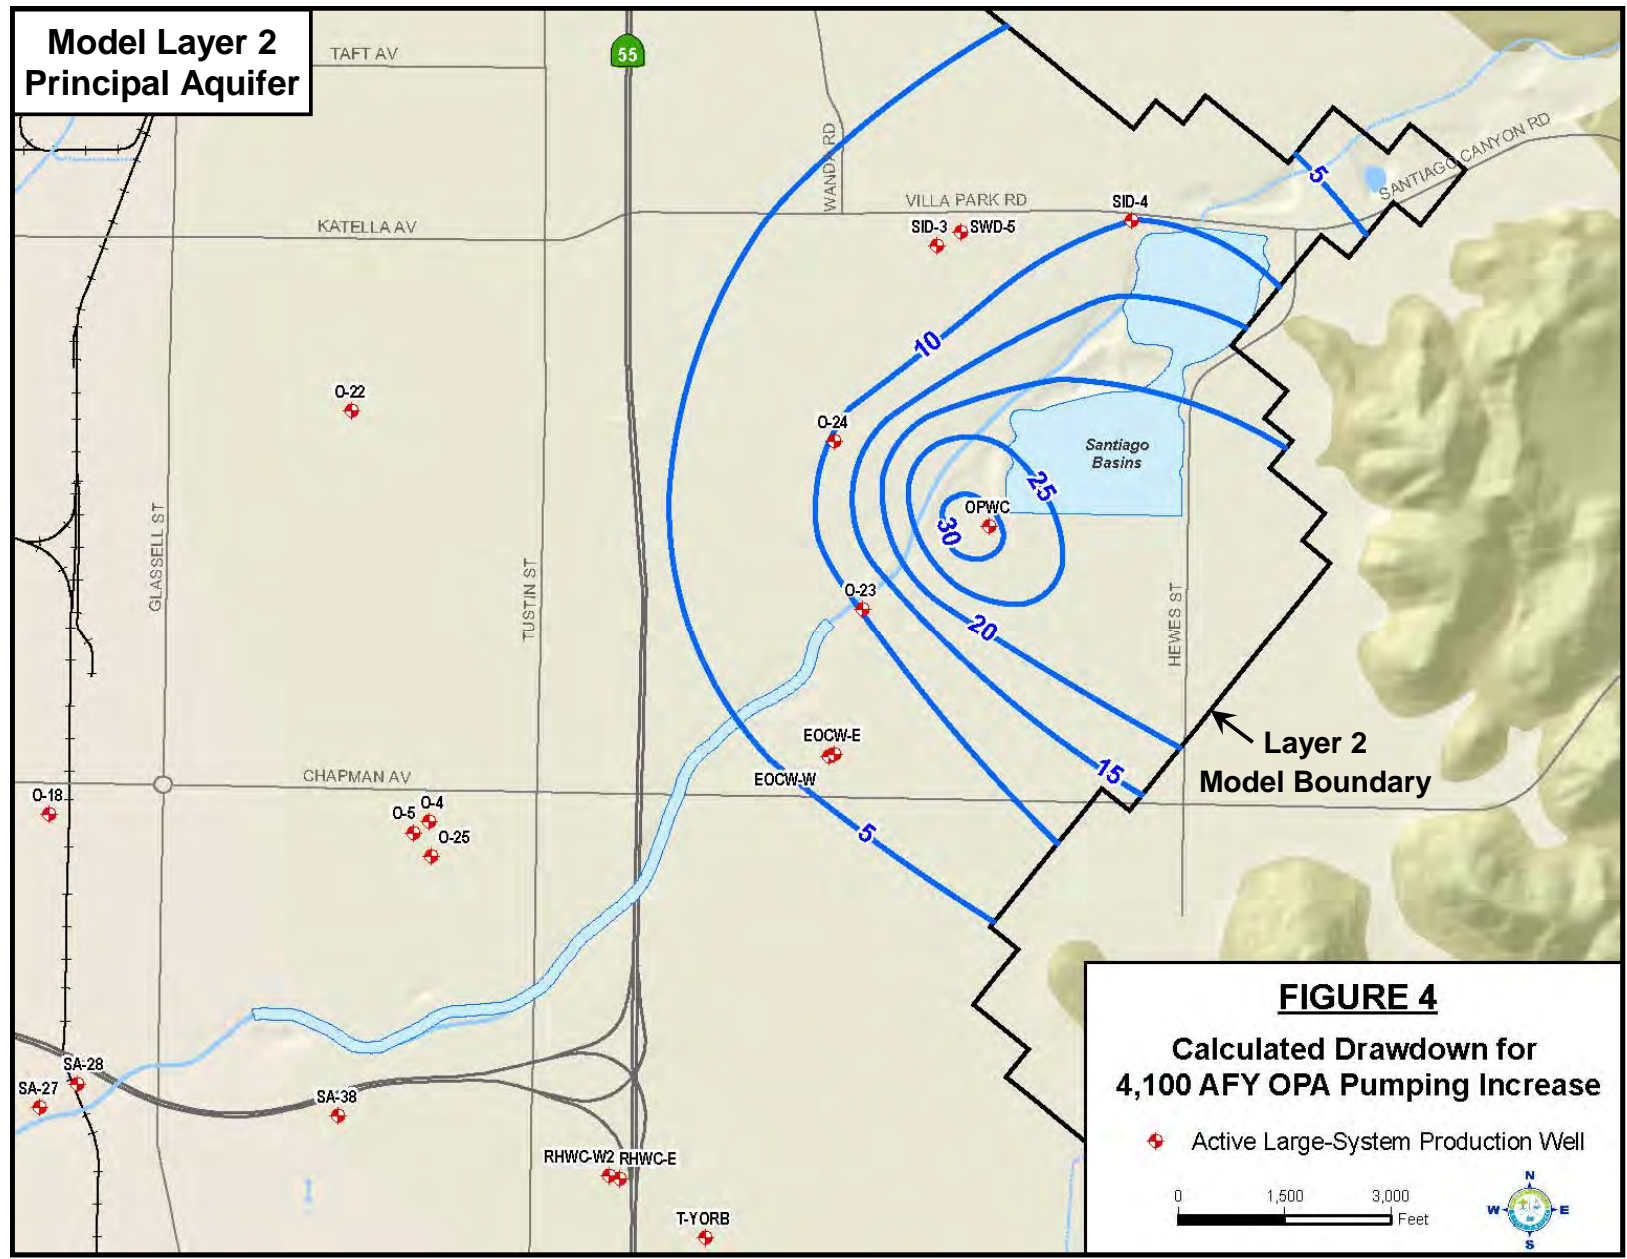 Model Layer 2
Principal Aquifer
TAFT AV
55
WANDA RD
SANTIAGO CANYON RD
5
VILLA PARK RD
SID-4
KATELLA AV
SID-3
SWD-5
10
O-22
O-24
Santiago
Basins
25
OPWC
30
GLASSELL ST
TUSTIN ST
O-23
HEWES ST
20
EOCW-E
Layer 2
Model Boundary
CHAPMAN AV
EOCW-W
15
O-18
O-5
O-4
O-25
5
FIGURE 4
Calculated Drawdown for
4,100 AFY OPA Pumping Increase
Active Large-System Production Well
0 1,500 3,000
Feet
N
W
E
S
SA-28
SA-27
SA-38
RHWC-W2
RHWC-E
T-YORB